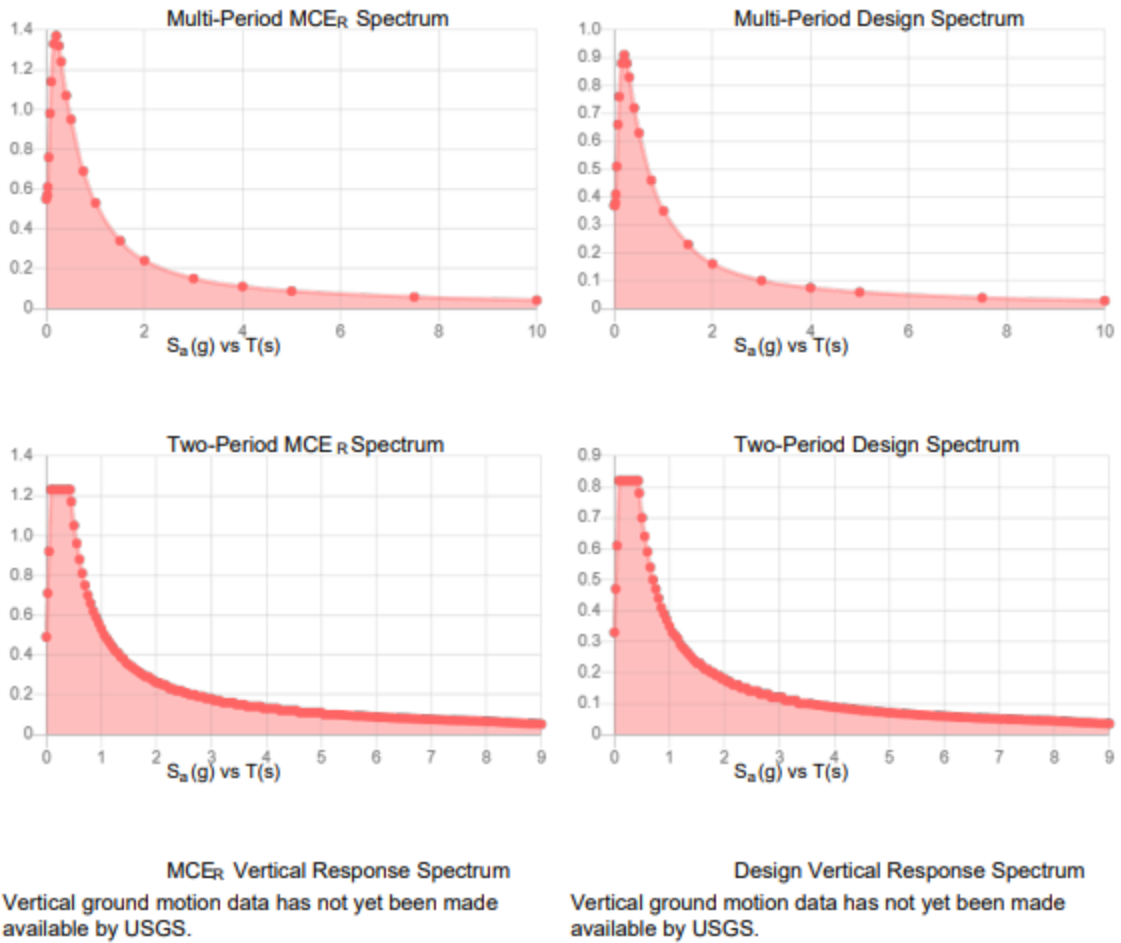 Multi-Period MCER Spectrum
1.4
1.2
1.0
0.8
0.6
0.4
0.2
0
0 2 4 6 8 10
Sa(g) vs T(s)
Multi-Period Design Spectrum
1.0
0.9
0.8
0.7
0.6
0.5
0.4
0.3
0.2
0.1
0
0 2 4 6 8 10
Sa(g) vs T(s)
Two-Period MCE R Spectrum
1.4
1.2
1.0
0.8
0.6
0.4
0.2
0
0 1 2 3 4 5 6 7 8 9
Sa(g) vs T(s)
Two-Period Design Spectrum
0.9
0.8
0.7
0.6
0.5
0.4
0.3
0.2
0.1
0
0 1 2 3 4 5 6 7 8 9
Sa(g) vs T(s)
MCER Vertical Response Spectrum
Vertical ground motion data has not yet been made
available by USGS.
Design Vertical Response Spectrum
Vertical ground motion data has not yet been made
available by USGS.